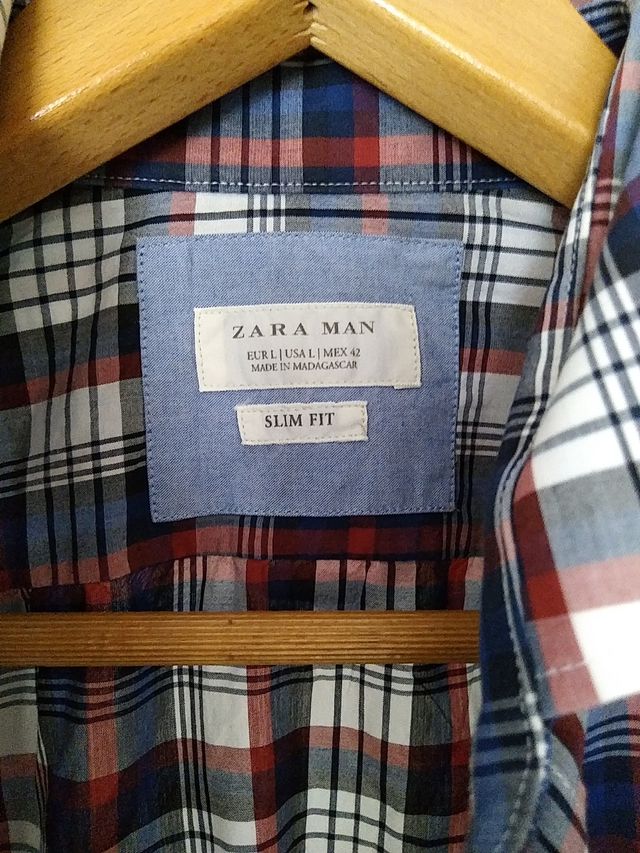 ZARA MAN
EUR L | USA L | MEX 42
MADE IN MADAGASCAR
SLIM FIT